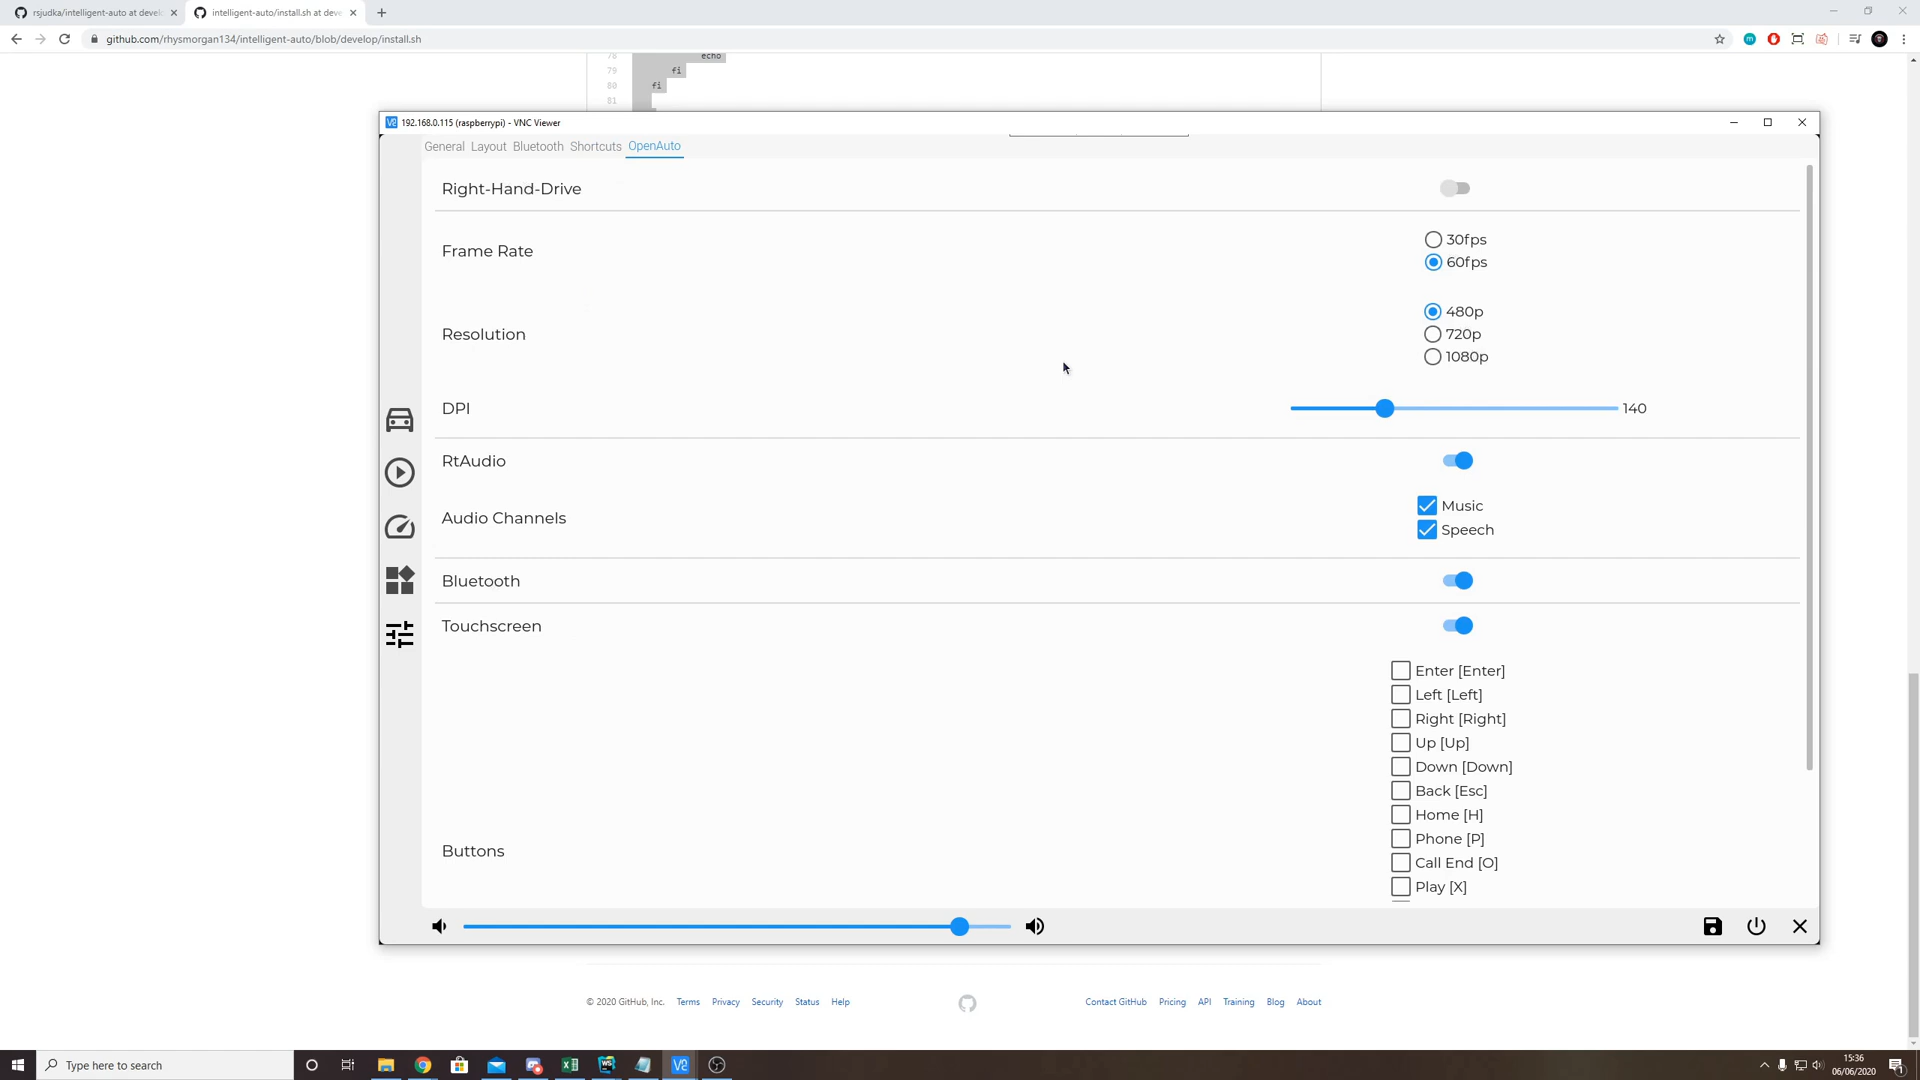 rsjudka/intelligent-auto at devel
intelligent-auto/install.sh at deve
github.com/rhysmorgan134/intelligent-auto/blob/develop/install.sh
78 echo
79 fi
80 fi
81
192.168.0.115 (raspberrypi) - VNC Viewer
General Layout Bluetooth Shortcuts OpenAuto
Right-Hand-Drive
Frame Rate
30fps
60fps
Resolution
480p
720p
1080p
DPI
140
RtAudio
Audio Channels
Music
Speech
Bluetooth
Touchscreen
Enter [Enter]
Left [Left]
Right [Right]
Up [Up]
Down [Down]
Back [Esc]
Home [H]
Phone [P]
Buttons
Call End [O]
Play [X]
© 2020 GitHub, Inc. Terms Privacy Security Status Help
Contact GitHub Pricing API Training Blog About
Type here to search
15:36
06/06/2020